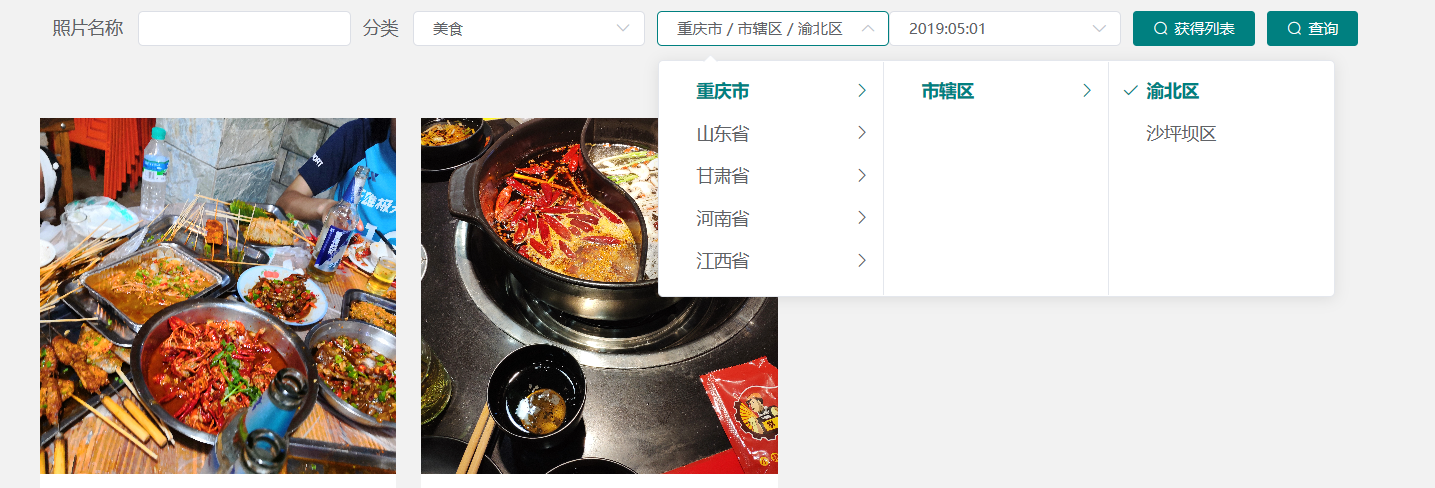 照片名称
分类
美食
重庆市 / 市辖区 / 渝北区
2019:05:01
获得列表
查询
重庆市
山东省
甘肃省
河南省
江西省
市辖区
渝北区
沙坪坝区